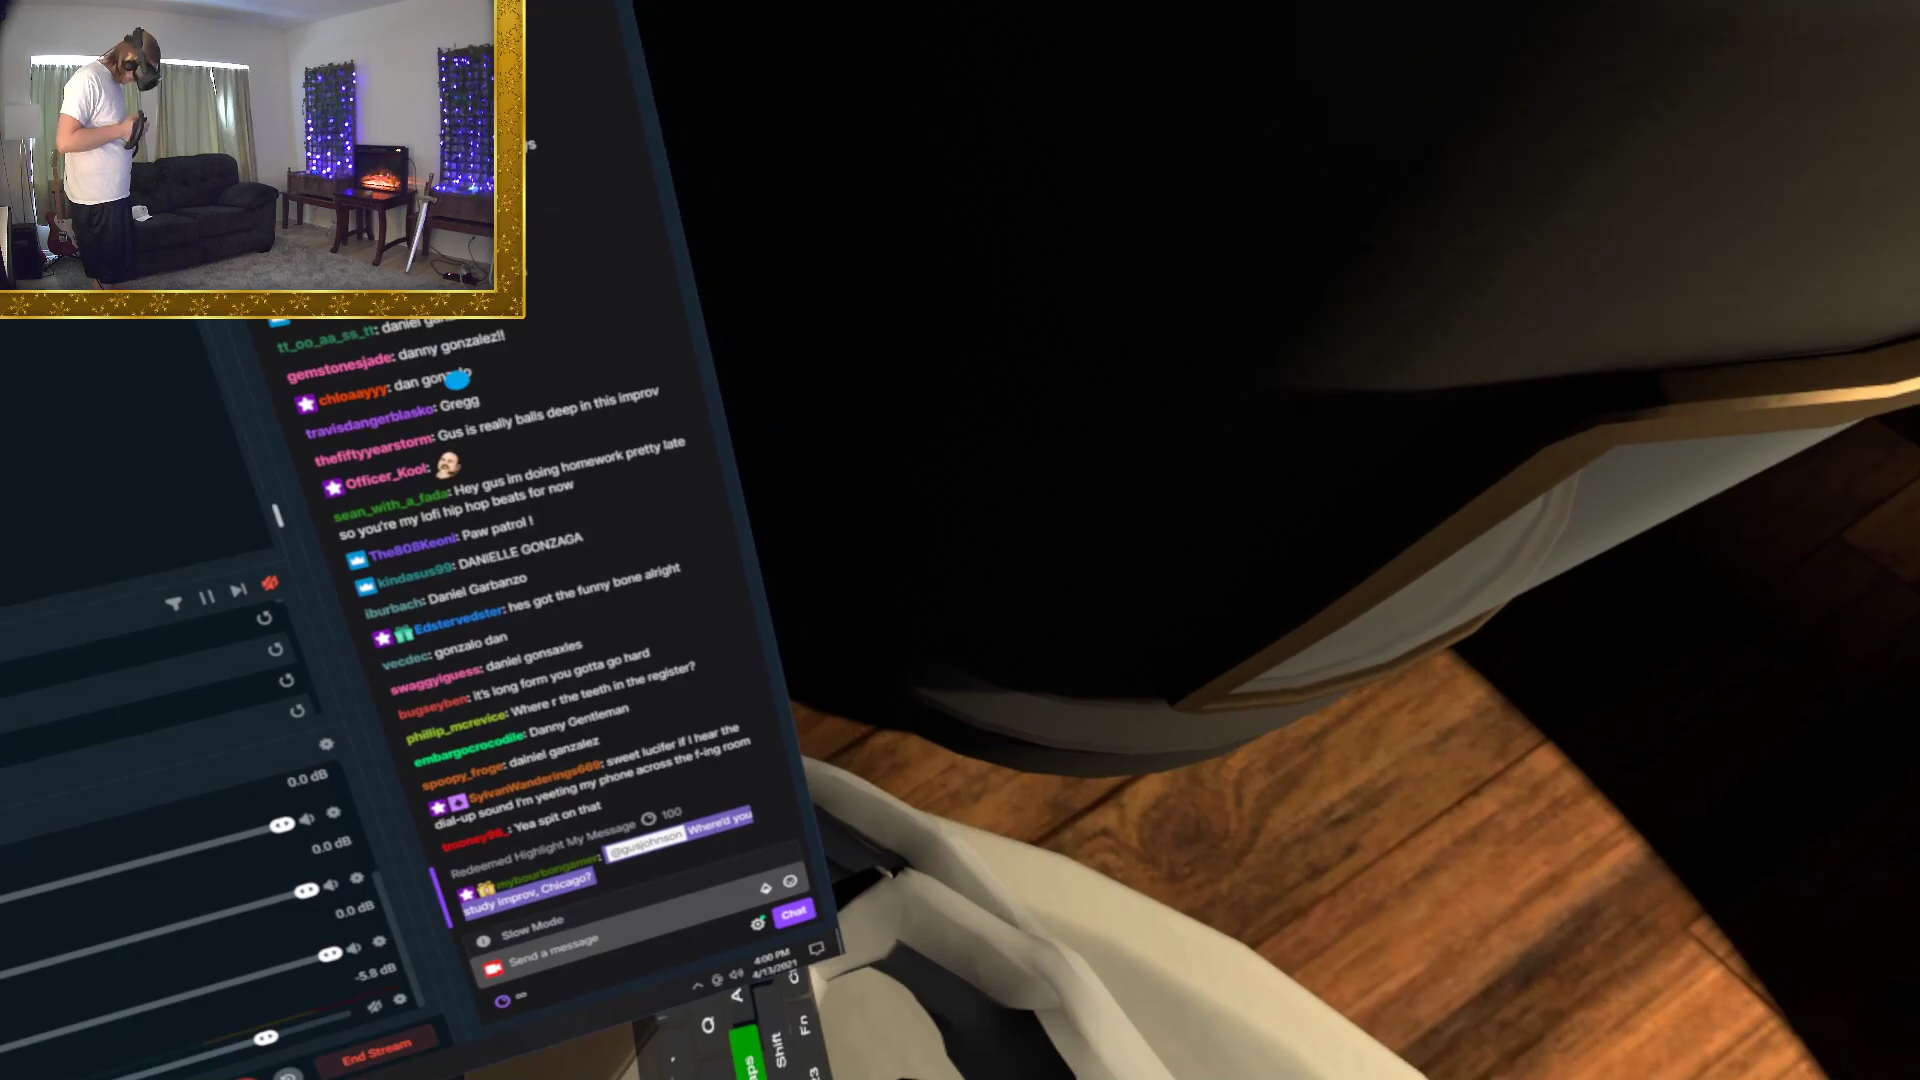 tt_oo_aa_ss_tt: daniel
gemstonesjade: danny gonzalez!!
chloaayyy: dan
travisdangerblasko: Gregg
thefiftyyearstorm: Gus is really balls deep in this improv
Officer_Kool:
sean_with_a_fada: Hey gus im doing homework pretty late
so you're my lofi hip hop beats for now
The808Keoni: Paw patrol !
kindasus99: DANIELLE GONZAGA
iburbach: Daniel Garbanzo
Edstervedster: hes got the funny bone alright
vecdec: gonzalo dan
swaggyiguess: daniel gonsaxles
bugseyben: it's long form you gotta go hard
phillip_mcrevice: Where r the teeth in the register?
embargocrocodile: Danny Gentleman
spoopy_froge: dainiel ganzalez
SylvanWanderings669: sweet lucifer if I hear the
dial-up sound I'm yeeting my phone across the f-ing room
tmoney98_: Yea spit on that
Redeemed Highlight My Message 100
mybourbongamer: @gusjohnson Where'd you
study improv, Chicago?
Slow Mode
Send a message
Chat
0.0 dB
0.0 dB
0.0 dB
-5.8 dB
End Stream
4:00 PM
4/13/2021
Q
A
Shift
Fn